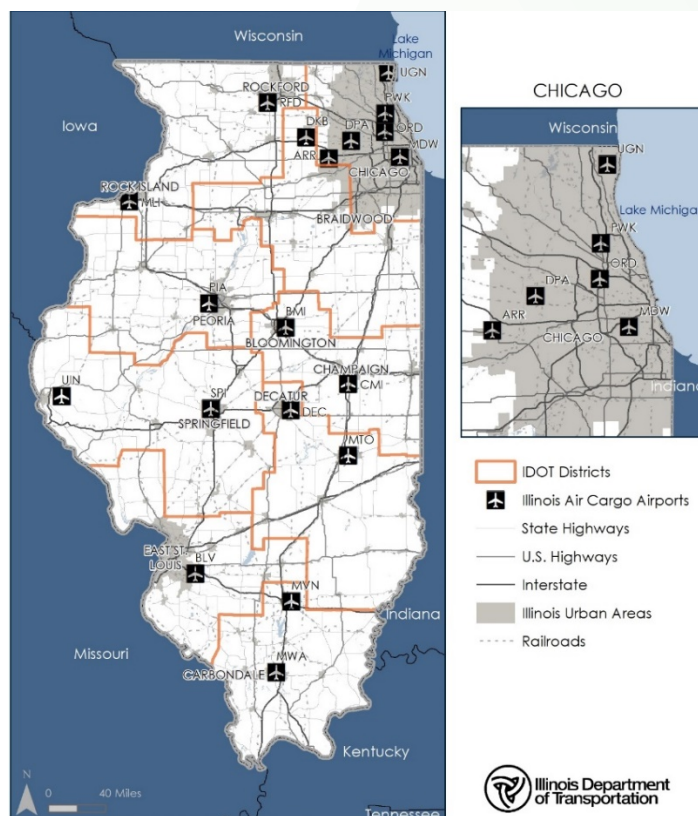 Wisconsin
Lake
Michigan
UGN
ROCKFORD
RFD
PWK
Iowa
DKB
DPA
ORD
MDW
ARR
CHICAGO
ROCK ISLAND
MLI
BRAIDWOOD
PIA
PEORIA
BMI
BLOOMINGTON
UIN
SPI
SPRINGFIELD
DECATUR
DEC
CHAMPAIGN
CMI
MTO
EAST ST.
LOUIS
BLV
MVN
Indiana
Missouri
MWA
CARBONDALE
Kentucky
N
0
40 Miles
Tennessee
CHICAGO
Wisconsin
UGN
Lake Michigan
PWK
ORD
DPA
ARR
MDW
CHICAGO
Indiana
IDOT Districts
Illinois Air Cargo Airports
State Highways
U.S. Highways
Interstate
Illinois Urban Areas
Railroads
Illinois Department
of Transportation